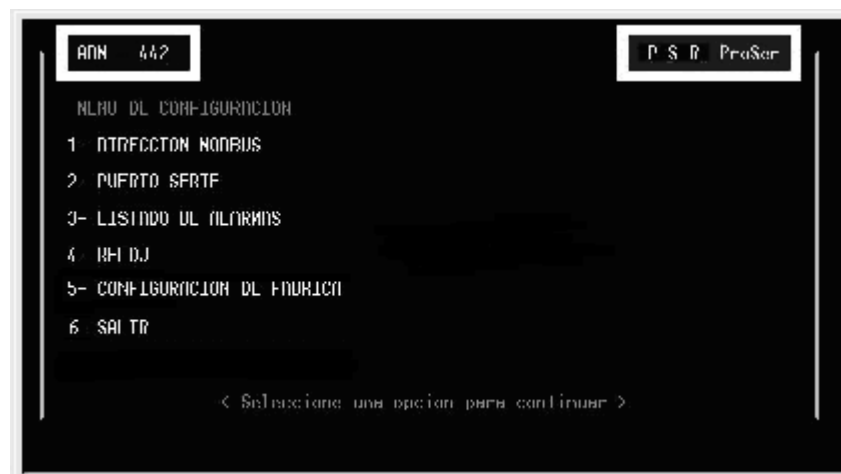 ADN - 442
P S R ProSer
MENU DE CONFIGURACION
1- DIRECCION MODBUS
2- PUERTO SERIE
3- LISTADO DE ALARMAS
4- RELOJ
5- CONFIGURACION DE FABRICA
6- SALIR
< Seleccione una opcion para continuar >